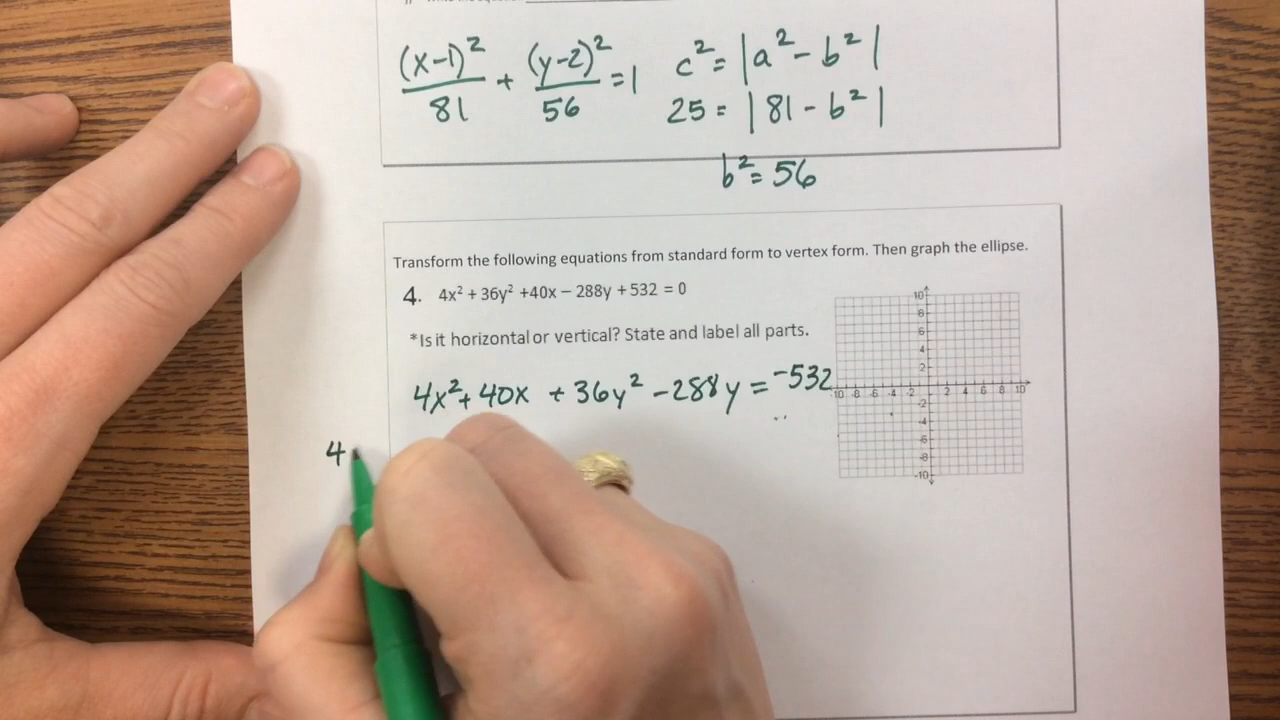 (x-1)²/81 + (y-2)²/56 = 1
c² = |a² - b²|
25 = |81 - b²|
b² = 56
Transform the following equations from standard form to vertex form. Then graph the ellipse.
4. 4x² + 36y² +40x – 288y + 532 = 0
*Is it horizontal or vertical? State and label all parts.
4x² + 40x + 36y² - 288y = -532
4
10
8
6
4
2
-10 -8 -6 -4 -2 2 4 6 8 10
-2
-4
-6
-8
-10